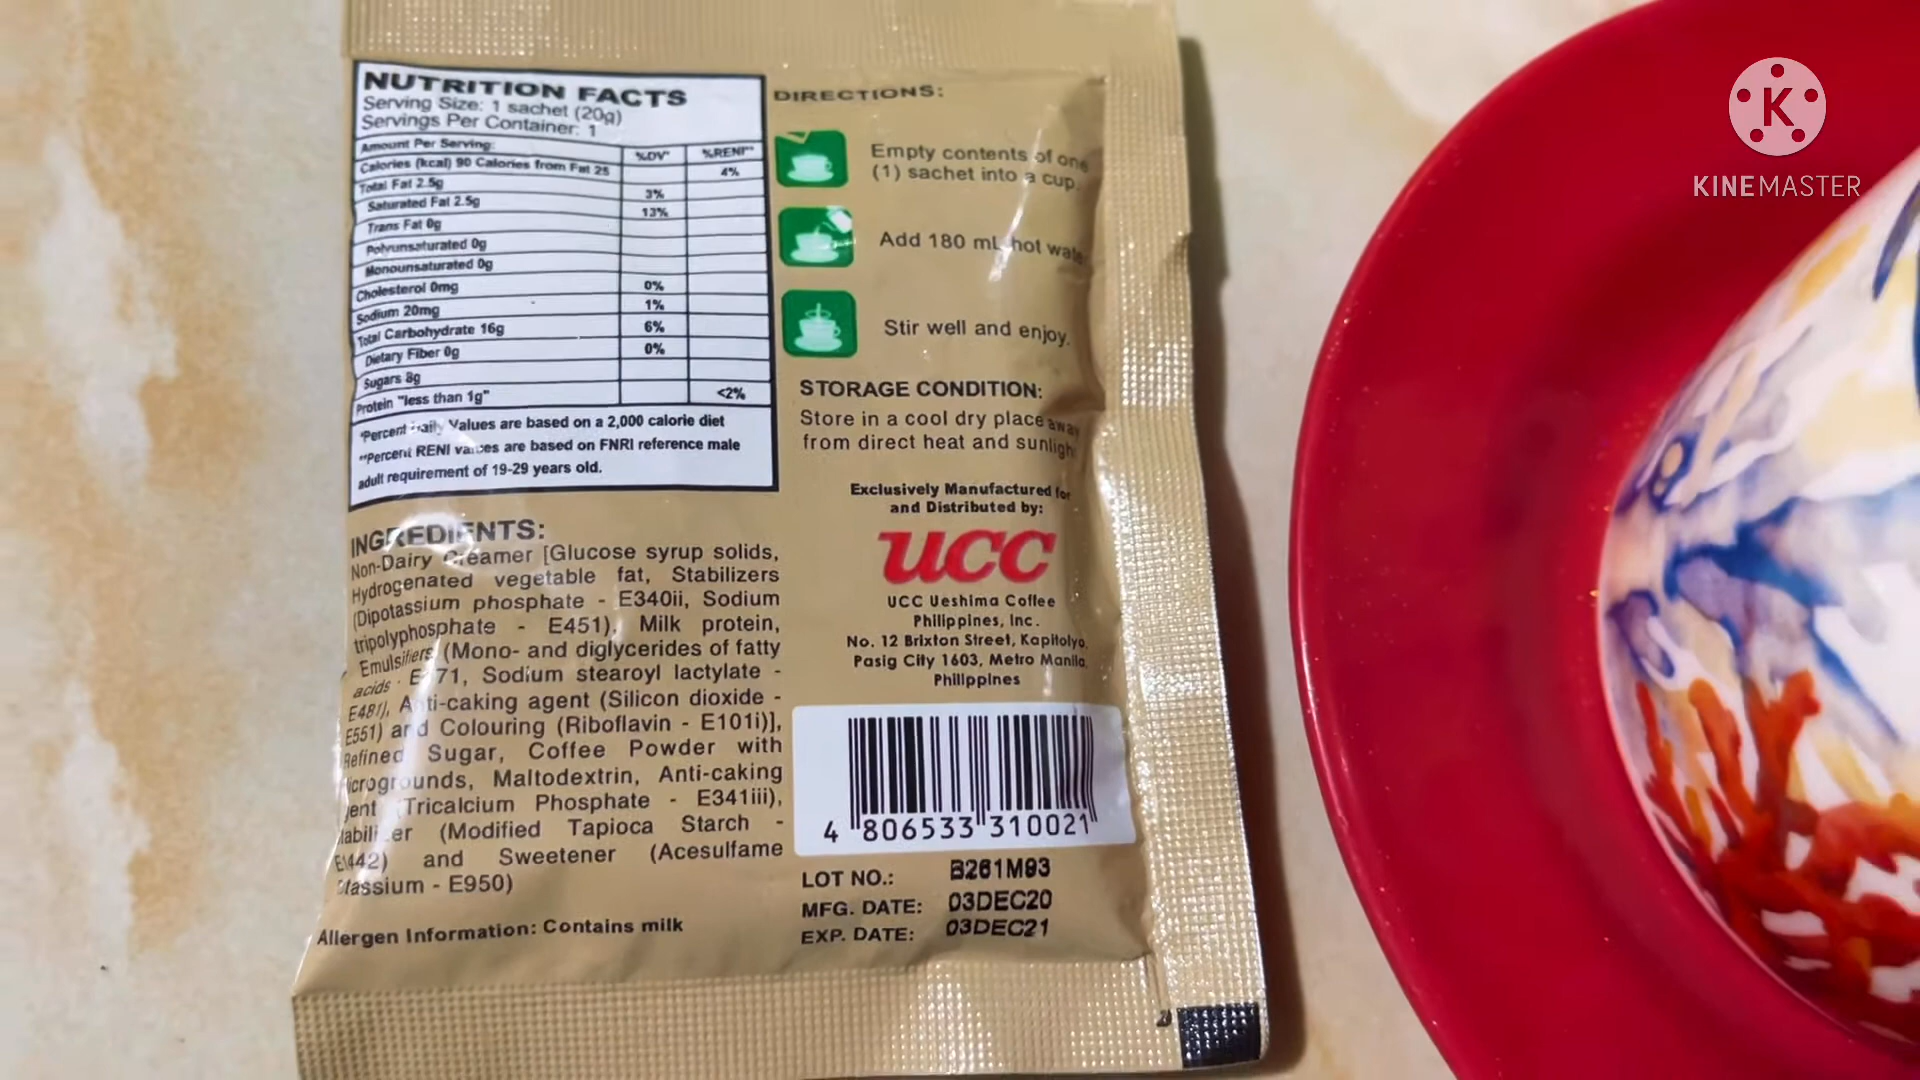 NUTRITION FACTS
Serving Size: 1 sachet (20g)
Servings Per Container: 1
Amount Per Serving:
%DV* %RENI**
Calories (kcal) 90 Calories from Fat 25 4%
Total Fat 2.5g 3%
Saturated Fat 2.5g 13%
Trans Fat 0g
Polyunsaturated 0g
Monounsaturated 0g
Cholesterol 0mg 0%
Sodium 20mg 1%
Total Carbohydrate 16g 6%
Dietary Fiber 0g 0%
Sugars 8g
Protein "less than 1g" <2%
*Percent Daily Values are based on a 2,000 calorie diet
**Percent RENI values are based on FNRI reference male
adult requirement of 19-29 years old.
INGREDIENTS:
Non-Dairy Creamer [Glucose syrup solids,
Hydrogenated vegetable fat, Stabilizers
(Dipotassium phosphate - E340ii, Sodium
tripolyphosphate - E451), Milk protein,
Emulsifiers (Mono- and diglycerides of fatty
acids - E471, Sodium stearoyl lactylate -
E481), Anti-caking agent (Silicon dioxide -
E551) and Colouring (Riboflavin - E101i)],
Refined Sugar, Coffee Powder with
Microgrounds, Maltodextrin, Anti-caking
(Tricalcium Phosphate - E341iii),
(Modified Tapioca Starch -
E1442) and Sweetener (Acesulfame
- E950)
Allergen Information: Contains milk
DIRECTIONS:
Empty contents of one
(1) sachet into a cup.
Add 180 mL hot
Stir well and enjoy.
STORAGE CONDITION:
Store in a cool dry place away
from direct heat and
Exclusively Manufactured for
and Distributed by:
UCC
UCC Ueshima Coffee
Philippines, Inc.
No. 12 Brixton Street, Kapitolyo,
Pasig City 1603, Metro Manila,
Philippines
4 806533 310021
LOT NO.: B261M93
MFG. DATE: 03DEC20
EXP. DATE: 03DEC21
K
KINEMASTER